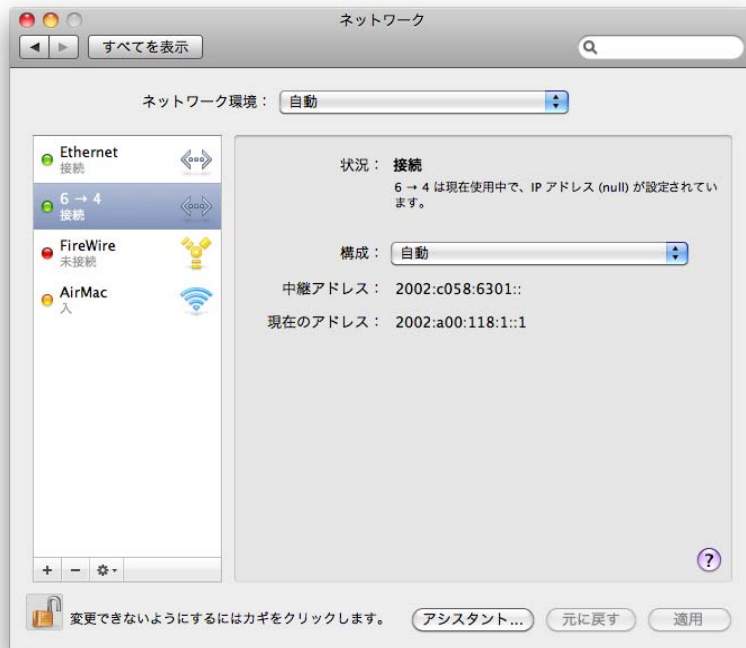 ネットワーク
すべてを表示
ネットワーク環境： 自動
Ethernet
接続
6 → 4
接続
FireWire
未接続
AirMac
入
状況： 接続
6 → 4 は現在使用中で、IP アドレス (null) が設定されてい
ます。
構成： 自動
中継アドレス： 2002:c058:6301::
現在のアドレス： 2002:a00:118:1::1
変更できないようにするにはカギをクリックします。
アシスタント... 元に戻す 適用